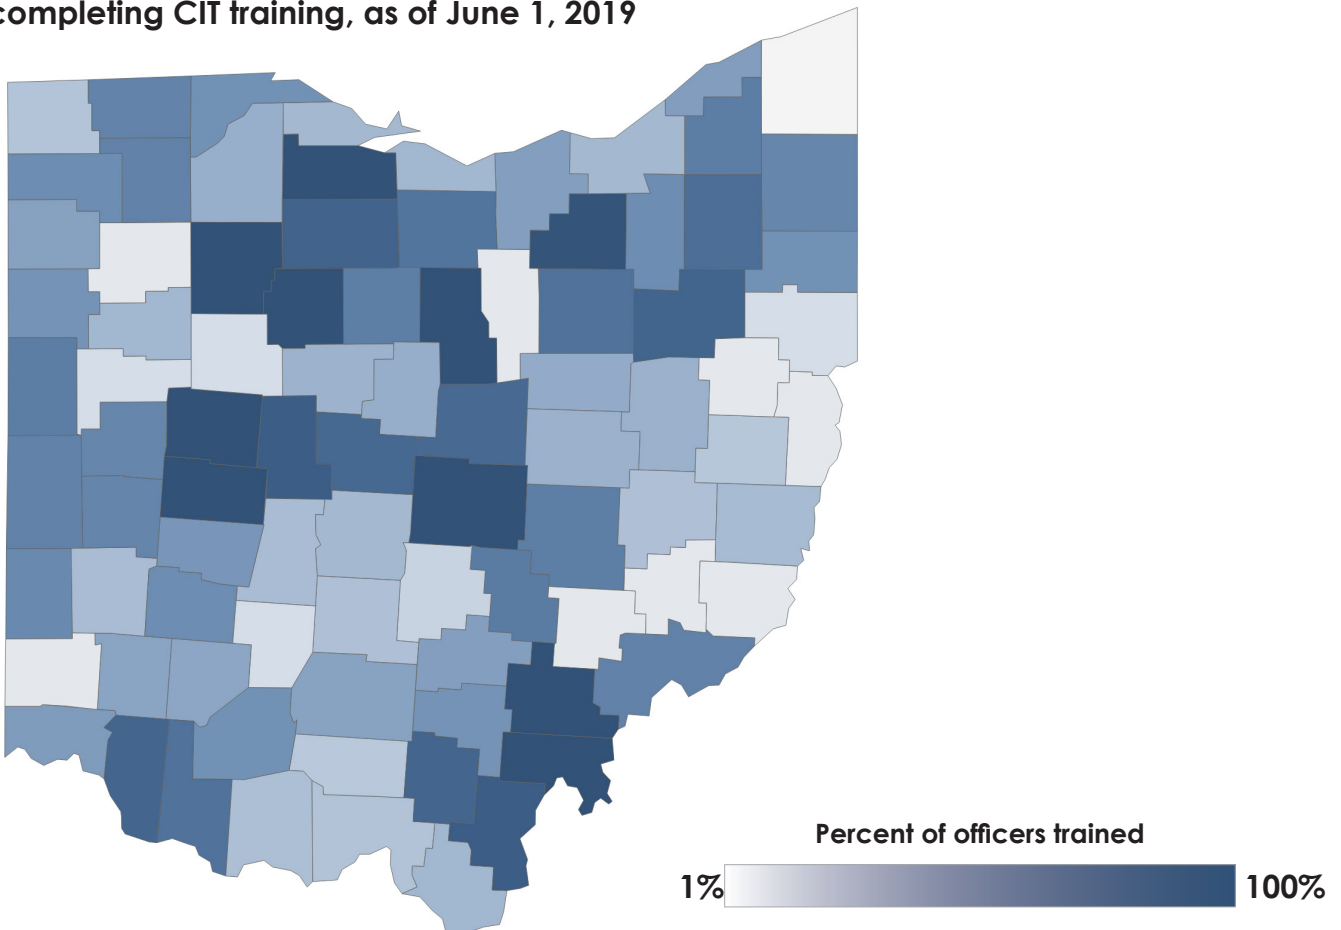 completing CIT training, as of June 1, 2019
Percent of officers trained
1%
100%